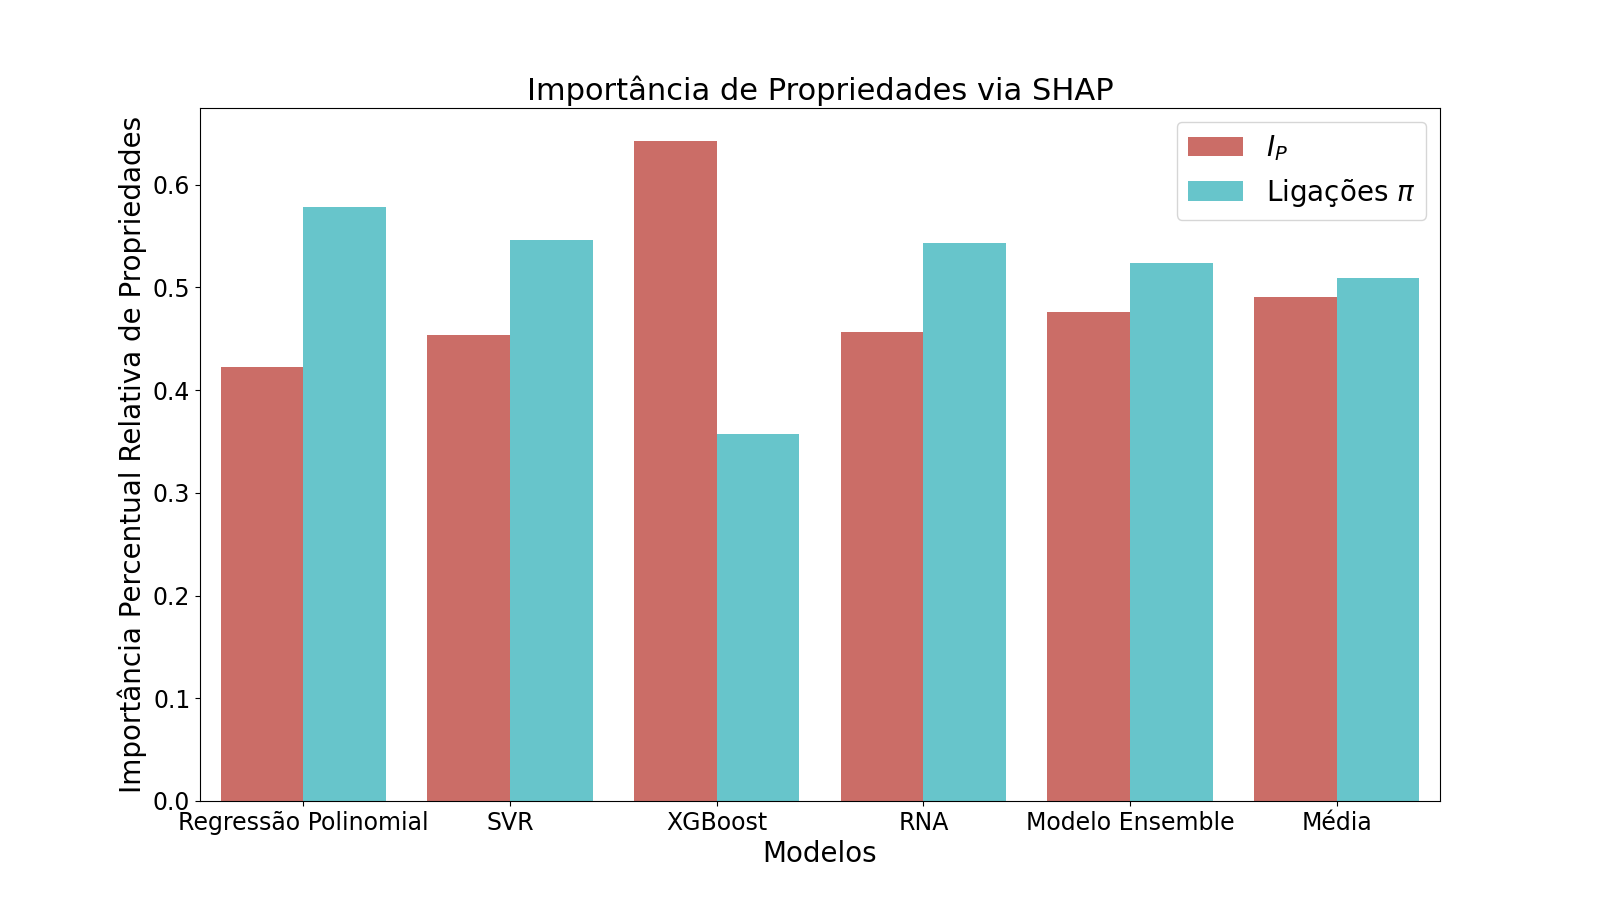 Importância de Propriedades via SHAP
I_P
Ligações π
Importância Percentual Relativa de Propriedades
0.6
0.5
0.4
0.3
0.2
0.1
0.0
Regressão Polinomial SVR XGBoost RNA Modelo Ensemble Média
Modelos